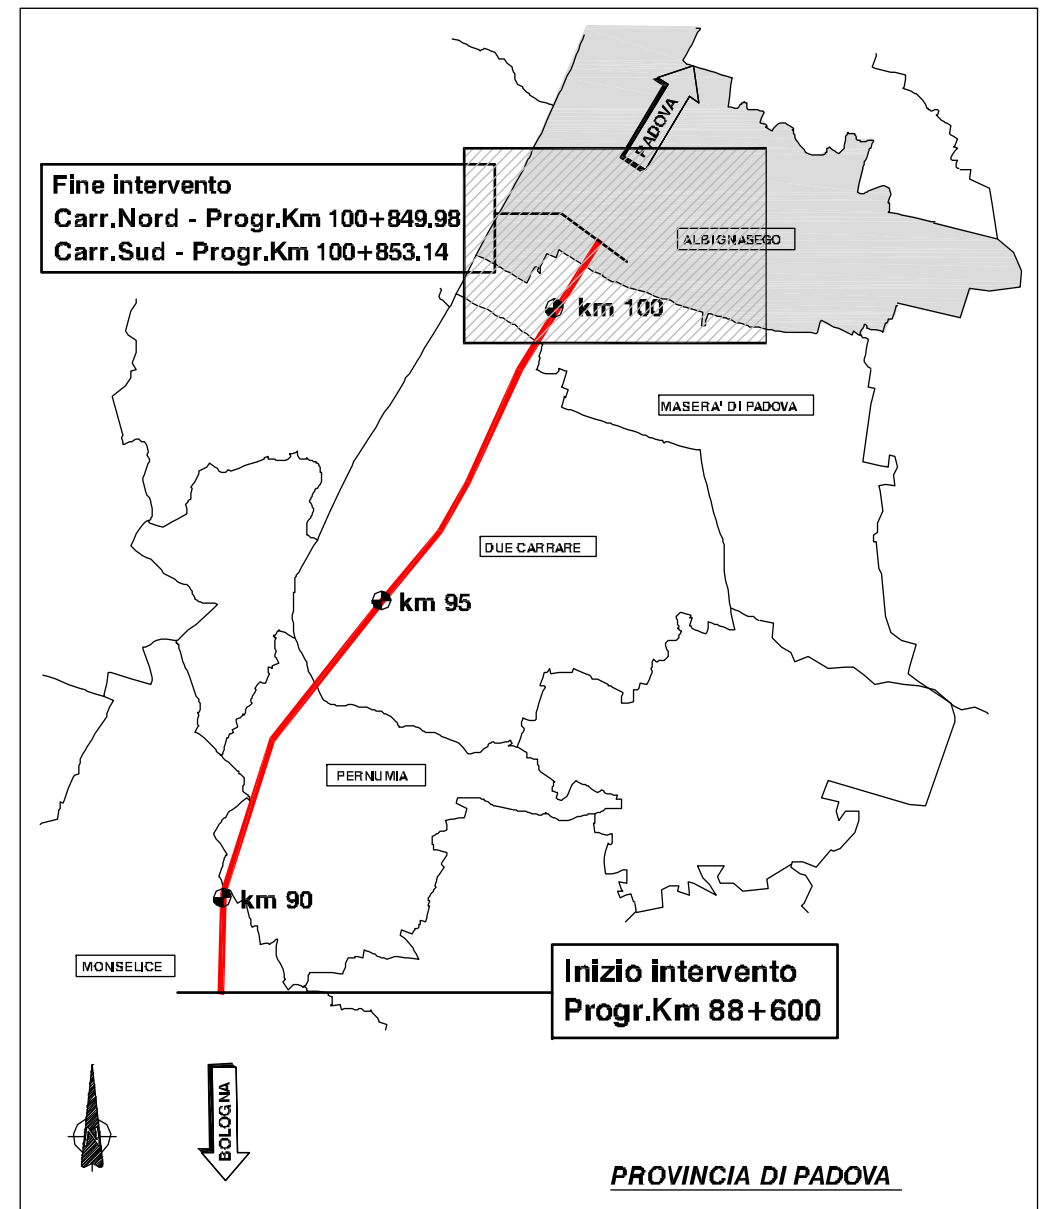 PADOVA
Fine intervento
Carr.Nord - Progr.Km 100+849.98
Carr.Sud - Progr.Km 100+853.14
ALBIGNASEGO
km 100
MASERA' DI PADOVA
DUE CARRARE
km 95
PERNUMIA
km 90
MONSELICE
Inizio intervento
Progr.Km 88+600
BOLOGNA
PROVINCIA DI PADOVA